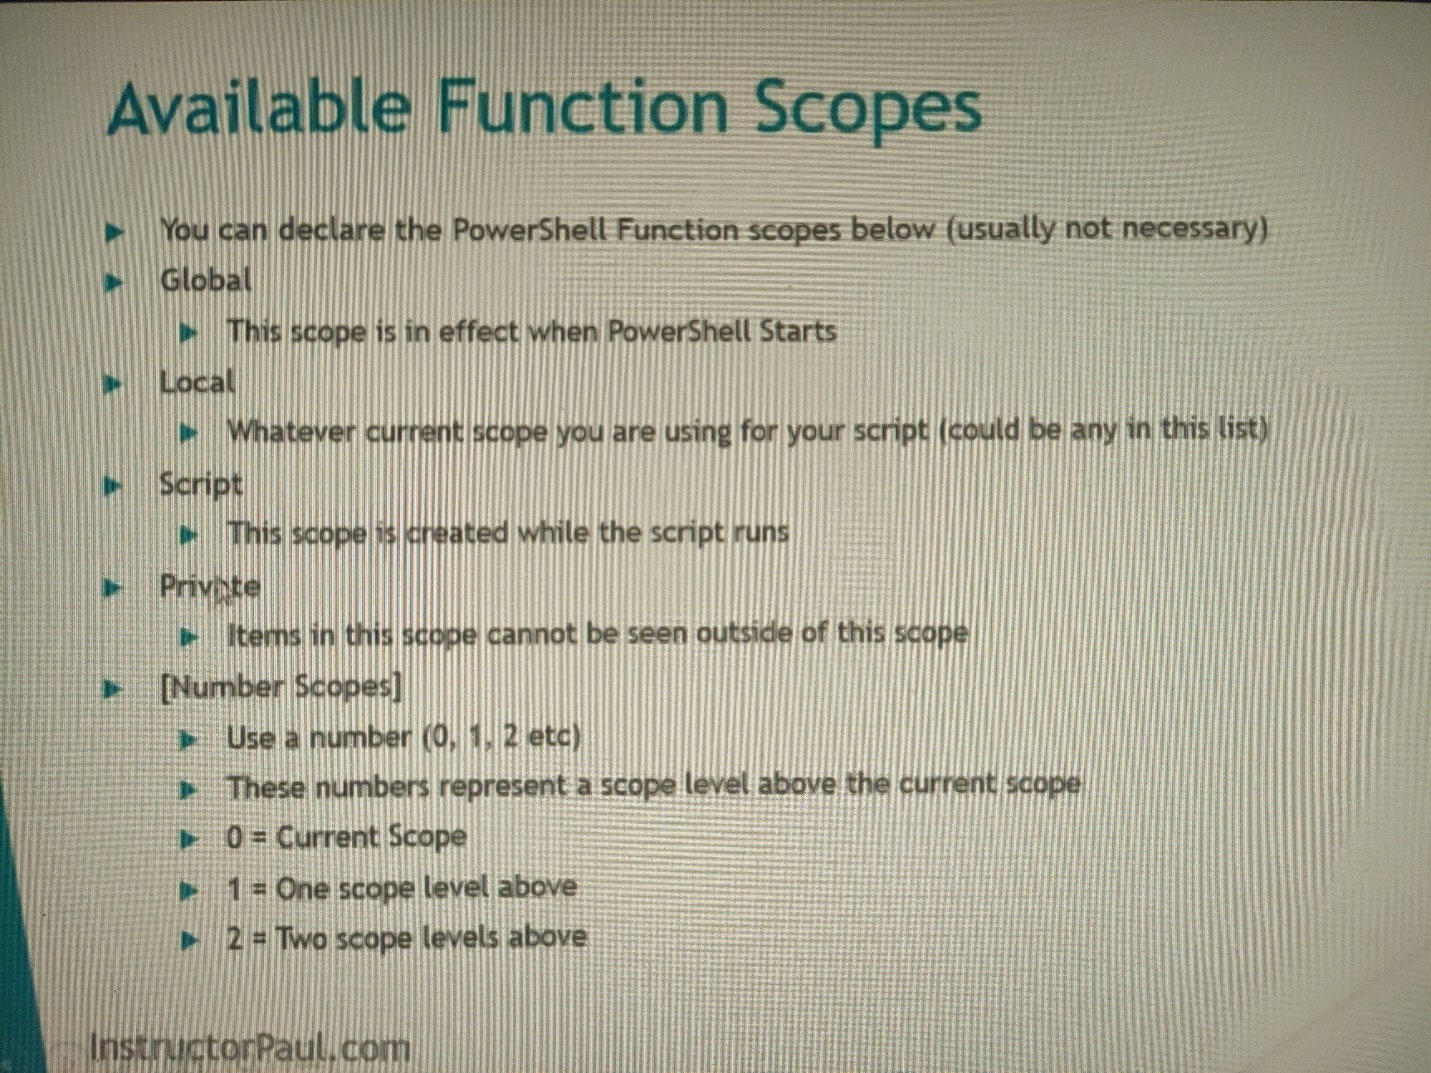 Available Function Scopes
You can declare the PowerShell Function scopes below (usually not necessary)
Global
This scope is in effect when PowerShell Starts
Local
Whatever current scope you are using for your script (could be any in this list)
Script
This scope is created while the script runs
Private
Items in this scope cannot be seen outside of this scope
[Number Scopes]
Use a number (0, 1, 2 etc)
These numbers represent a scope level above the current scope
0 = Current Scope
1 = One scope level above
2 = Two scope levels above
InstructorPaul.com